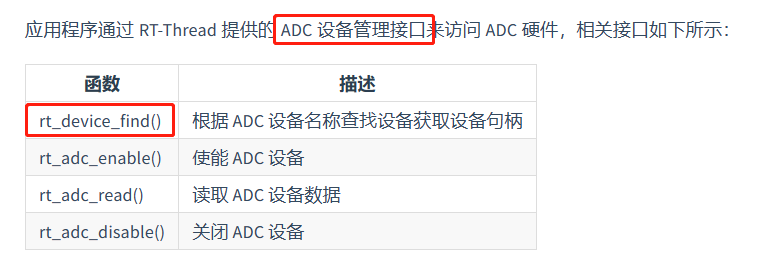 应用程序通过 RT-Thread 提供的 ADC 设备管理接口来访问 ADC 硬件，相关接口如下所示：
函数 描述
rt_device_find() 根据 ADC 设备名称查找设备获取设备句柄
rt_adc_enable() 使能 ADC 设备
rt_adc_read() 读取 ADC 设备数据
rt_adc_disable() 关闭 ADC 设备